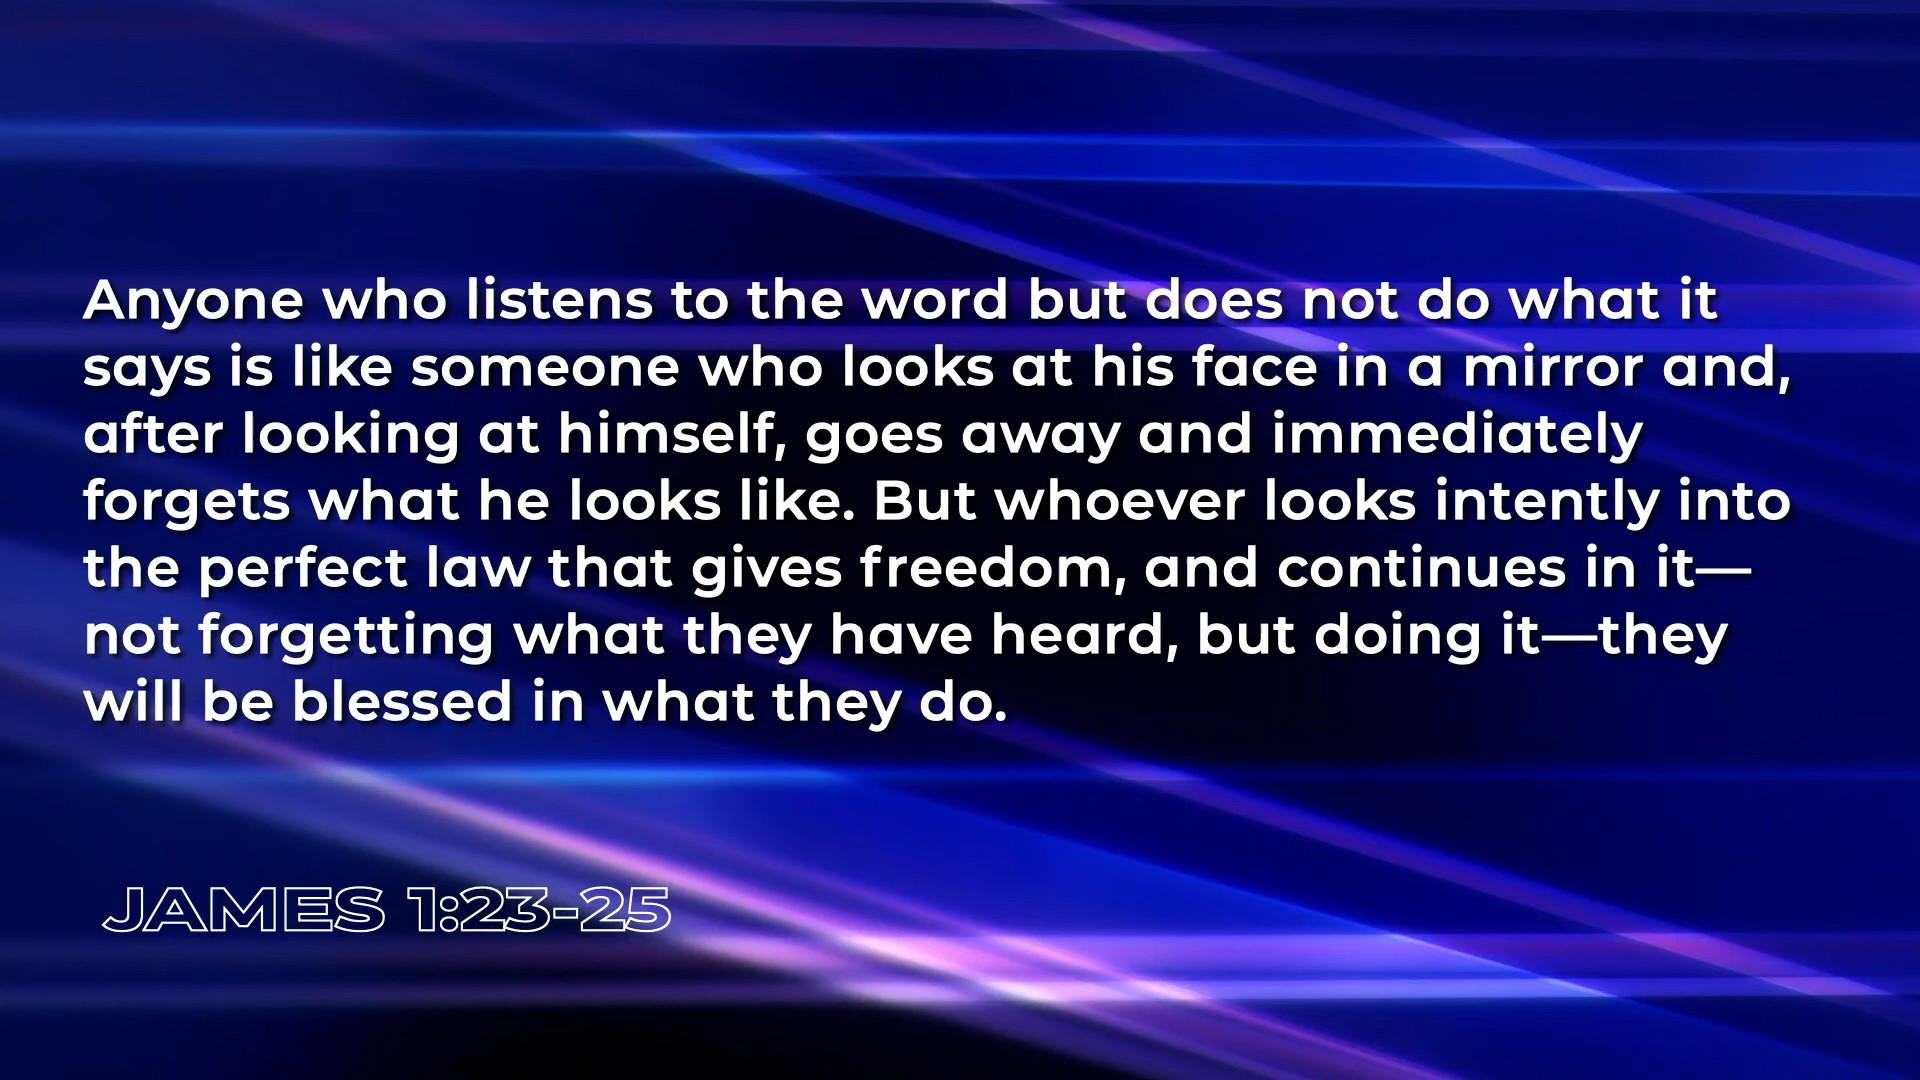 Anyone who listens to the word but does not do what it
says is like someone who looks at his face in a mirror and,
after looking at himself, goes away and immediately
forgets what he looks like. But whoever looks intently into
the perfect law that gives freedom, and continues in it—
not forgetting what they have heard, but doing it—they
will be blessed in what they do.
JAMES 1:23-25